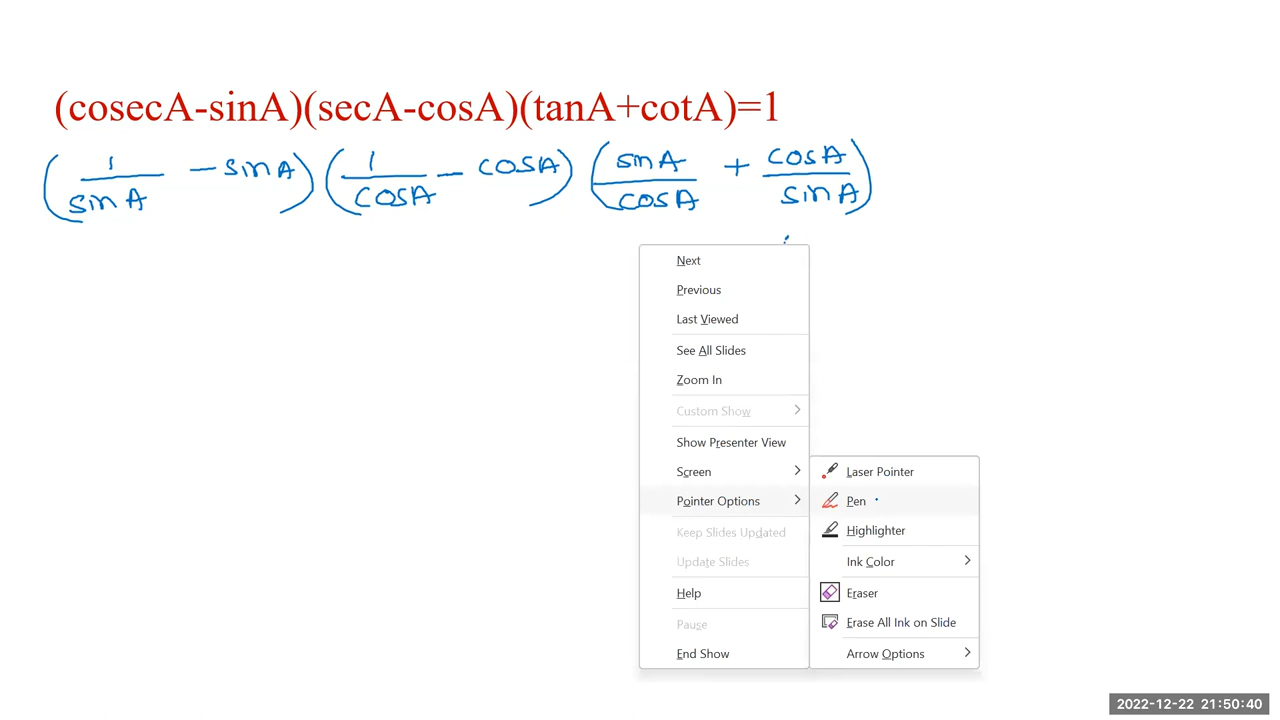 (cosecA-sinA)(secA-cosA)(tanA+cotA)=1
(1/sinA - sinA)(1/cosA - cosA)(sinA/cosA + cosA/sinA)
Next
Previous
Last Viewed
See All Slides
Zoom In
Custom Show
Show Presenter View
Screen
Pointer Options
Keep Slides Updated
Update Slides
Help
Pause
End Show
Laser Pointer
Pen
Highlighter
Ink Color
Eraser
Erase All Ink on Slide
Arrow Options
2022-12-22 21:50:40